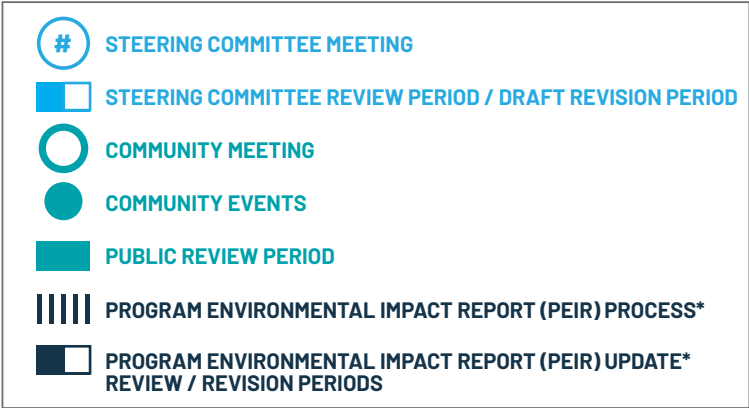 # STEERING COMMITTEE MEETING
STEERING COMMITTEE REVIEW PERIOD / DRAFT REVISION PERIOD
COMMUNITY MEETING
COMMUNITY EVENTS
PUBLIC REVIEW PERIOD
PROGRAM ENVIRONMENTAL IMPACT REPORT (PEIR) PROCESS*
PROGRAM ENVIRONMENTAL IMPACT REPORT (PEIR) UPDATE*
REVIEW / REVISION PERIODS